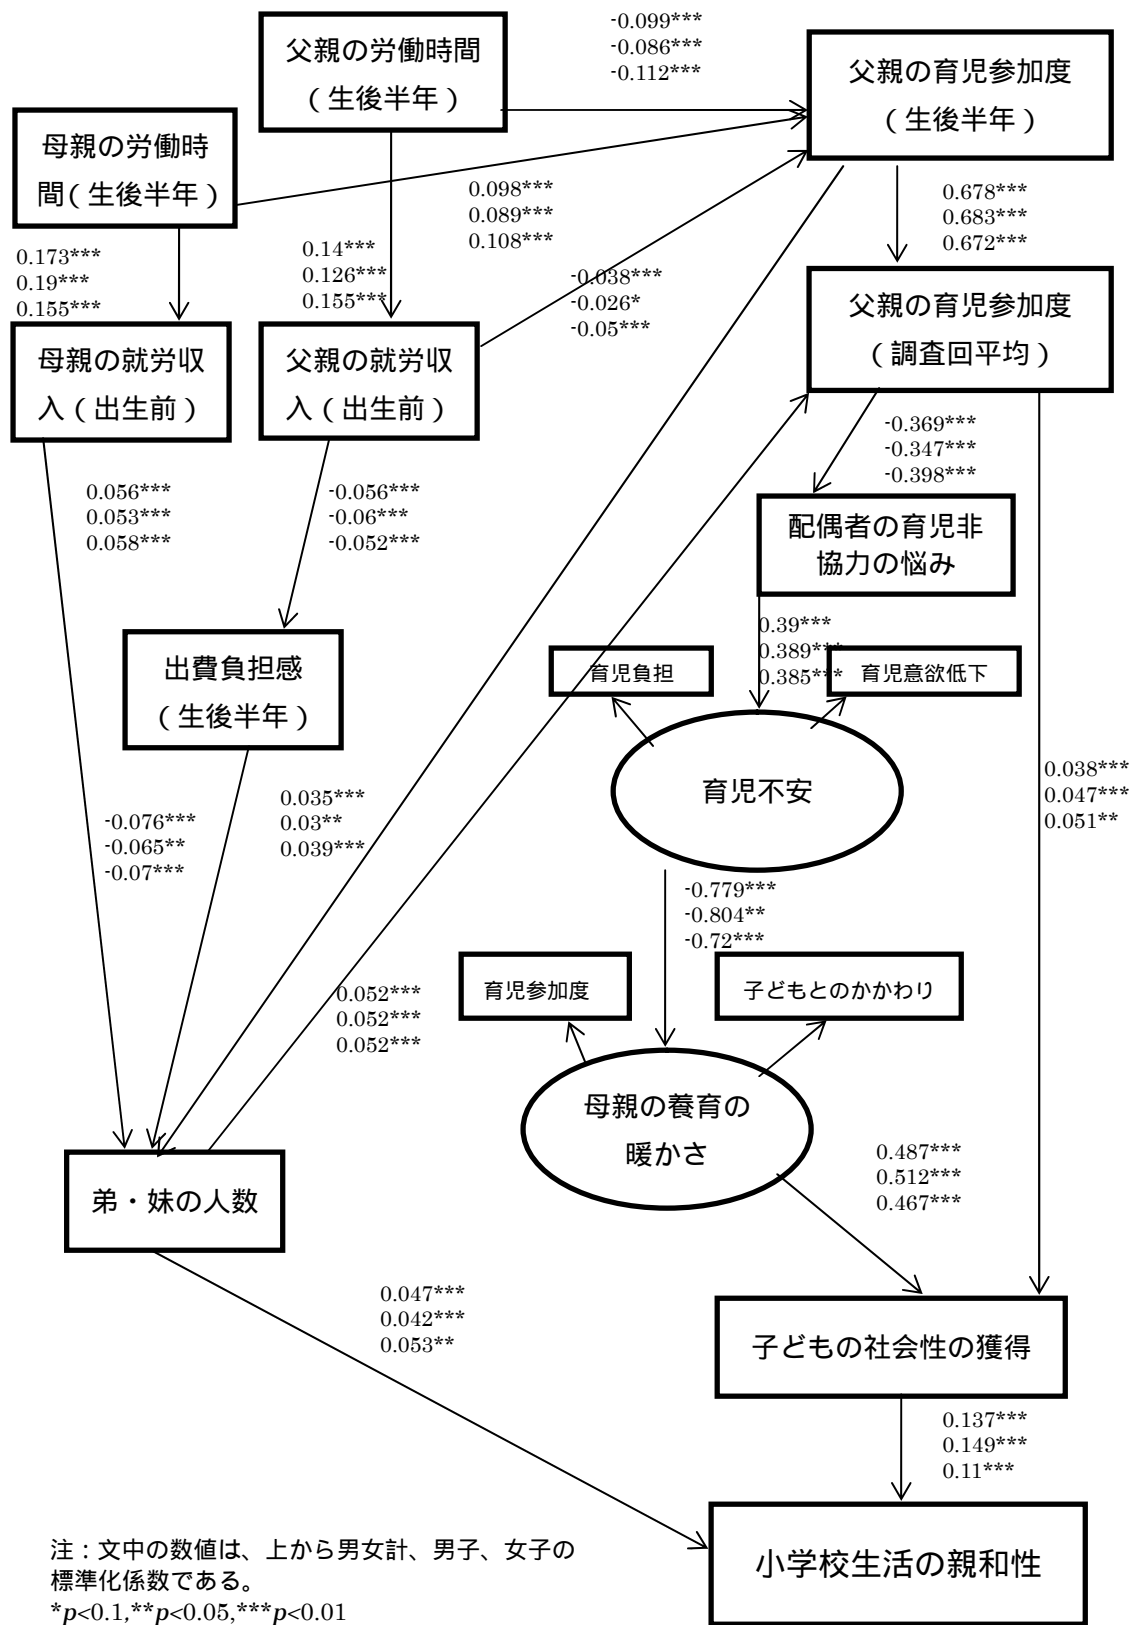 -0.099***
-0.086***
-0.112***
父親の労働時間
（生後半年）
父親の育児参加度
（生後半年）
母親の労働時
間（生後半年）
0.098***
0.089***
0.108***
0.678***
0.683***
0.672***
0.173***
0.19***
0.155***
0.14***
0.126***
0.155***
-0.038***
-0.026*
-0.05***
父親の育児参加度
（調査回平均）
母親の就労収
入（出生前）
父親の就労収
入（出生前）
-0.369***
-0.347***
-0.398***
0.056***
0.053***
0.058***
-0.056***
-0.06***
-0.052***
配偶者の育児非
協力の悩み
0.39***
0.389***
0.385***
出費負担感
（生後半年）
育児負担
育児意欲低下
育児不安
0.038***
0.047***
0.051**
-0.076***
-0.065**
-0.07***
0.035***
0.03**
0.039***
-0.779***
-0.804**
-0.72***
育児参加度
子どもとのかかわり
0.052***
0.052***
0.052***
母親の養育の
暖かさ
0.487***
0.512***
0.467***
弟・妹の人数
0.047***
0.042***
0.053**
子どもの社会性の獲得
0.137***
0.149***
0.11***
小学校生活の親和性
注：文中の数値は、上から男女計、男子、女子の
標準化係数である。
*p<0.1,**p<0.05,***p<0.01